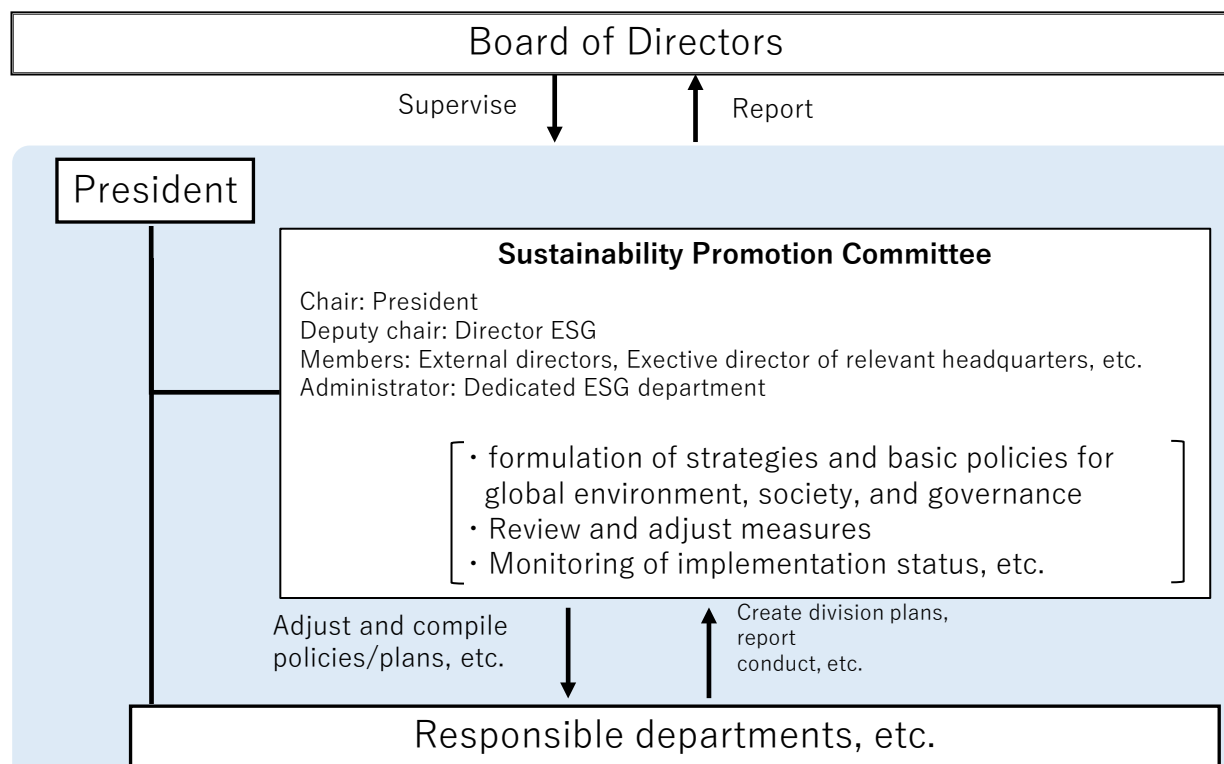 Board of Directors
Supervise
Report
President
Sustainability Promotion Committee
Chair: President
Deputy chair: Director ESG
Members: External directors, Exective director of relevant headquarters, etc.
Administrator: Dedicated ESG department
・formulation of strategies and basic policies for
global environment, society, and governance
・Review and adjust measures
・Monitoring of implementation status, etc.
Adjust and compile
policies/plans, etc.
Create division plans,
report
conduct, etc.
Responsible departments, etc.